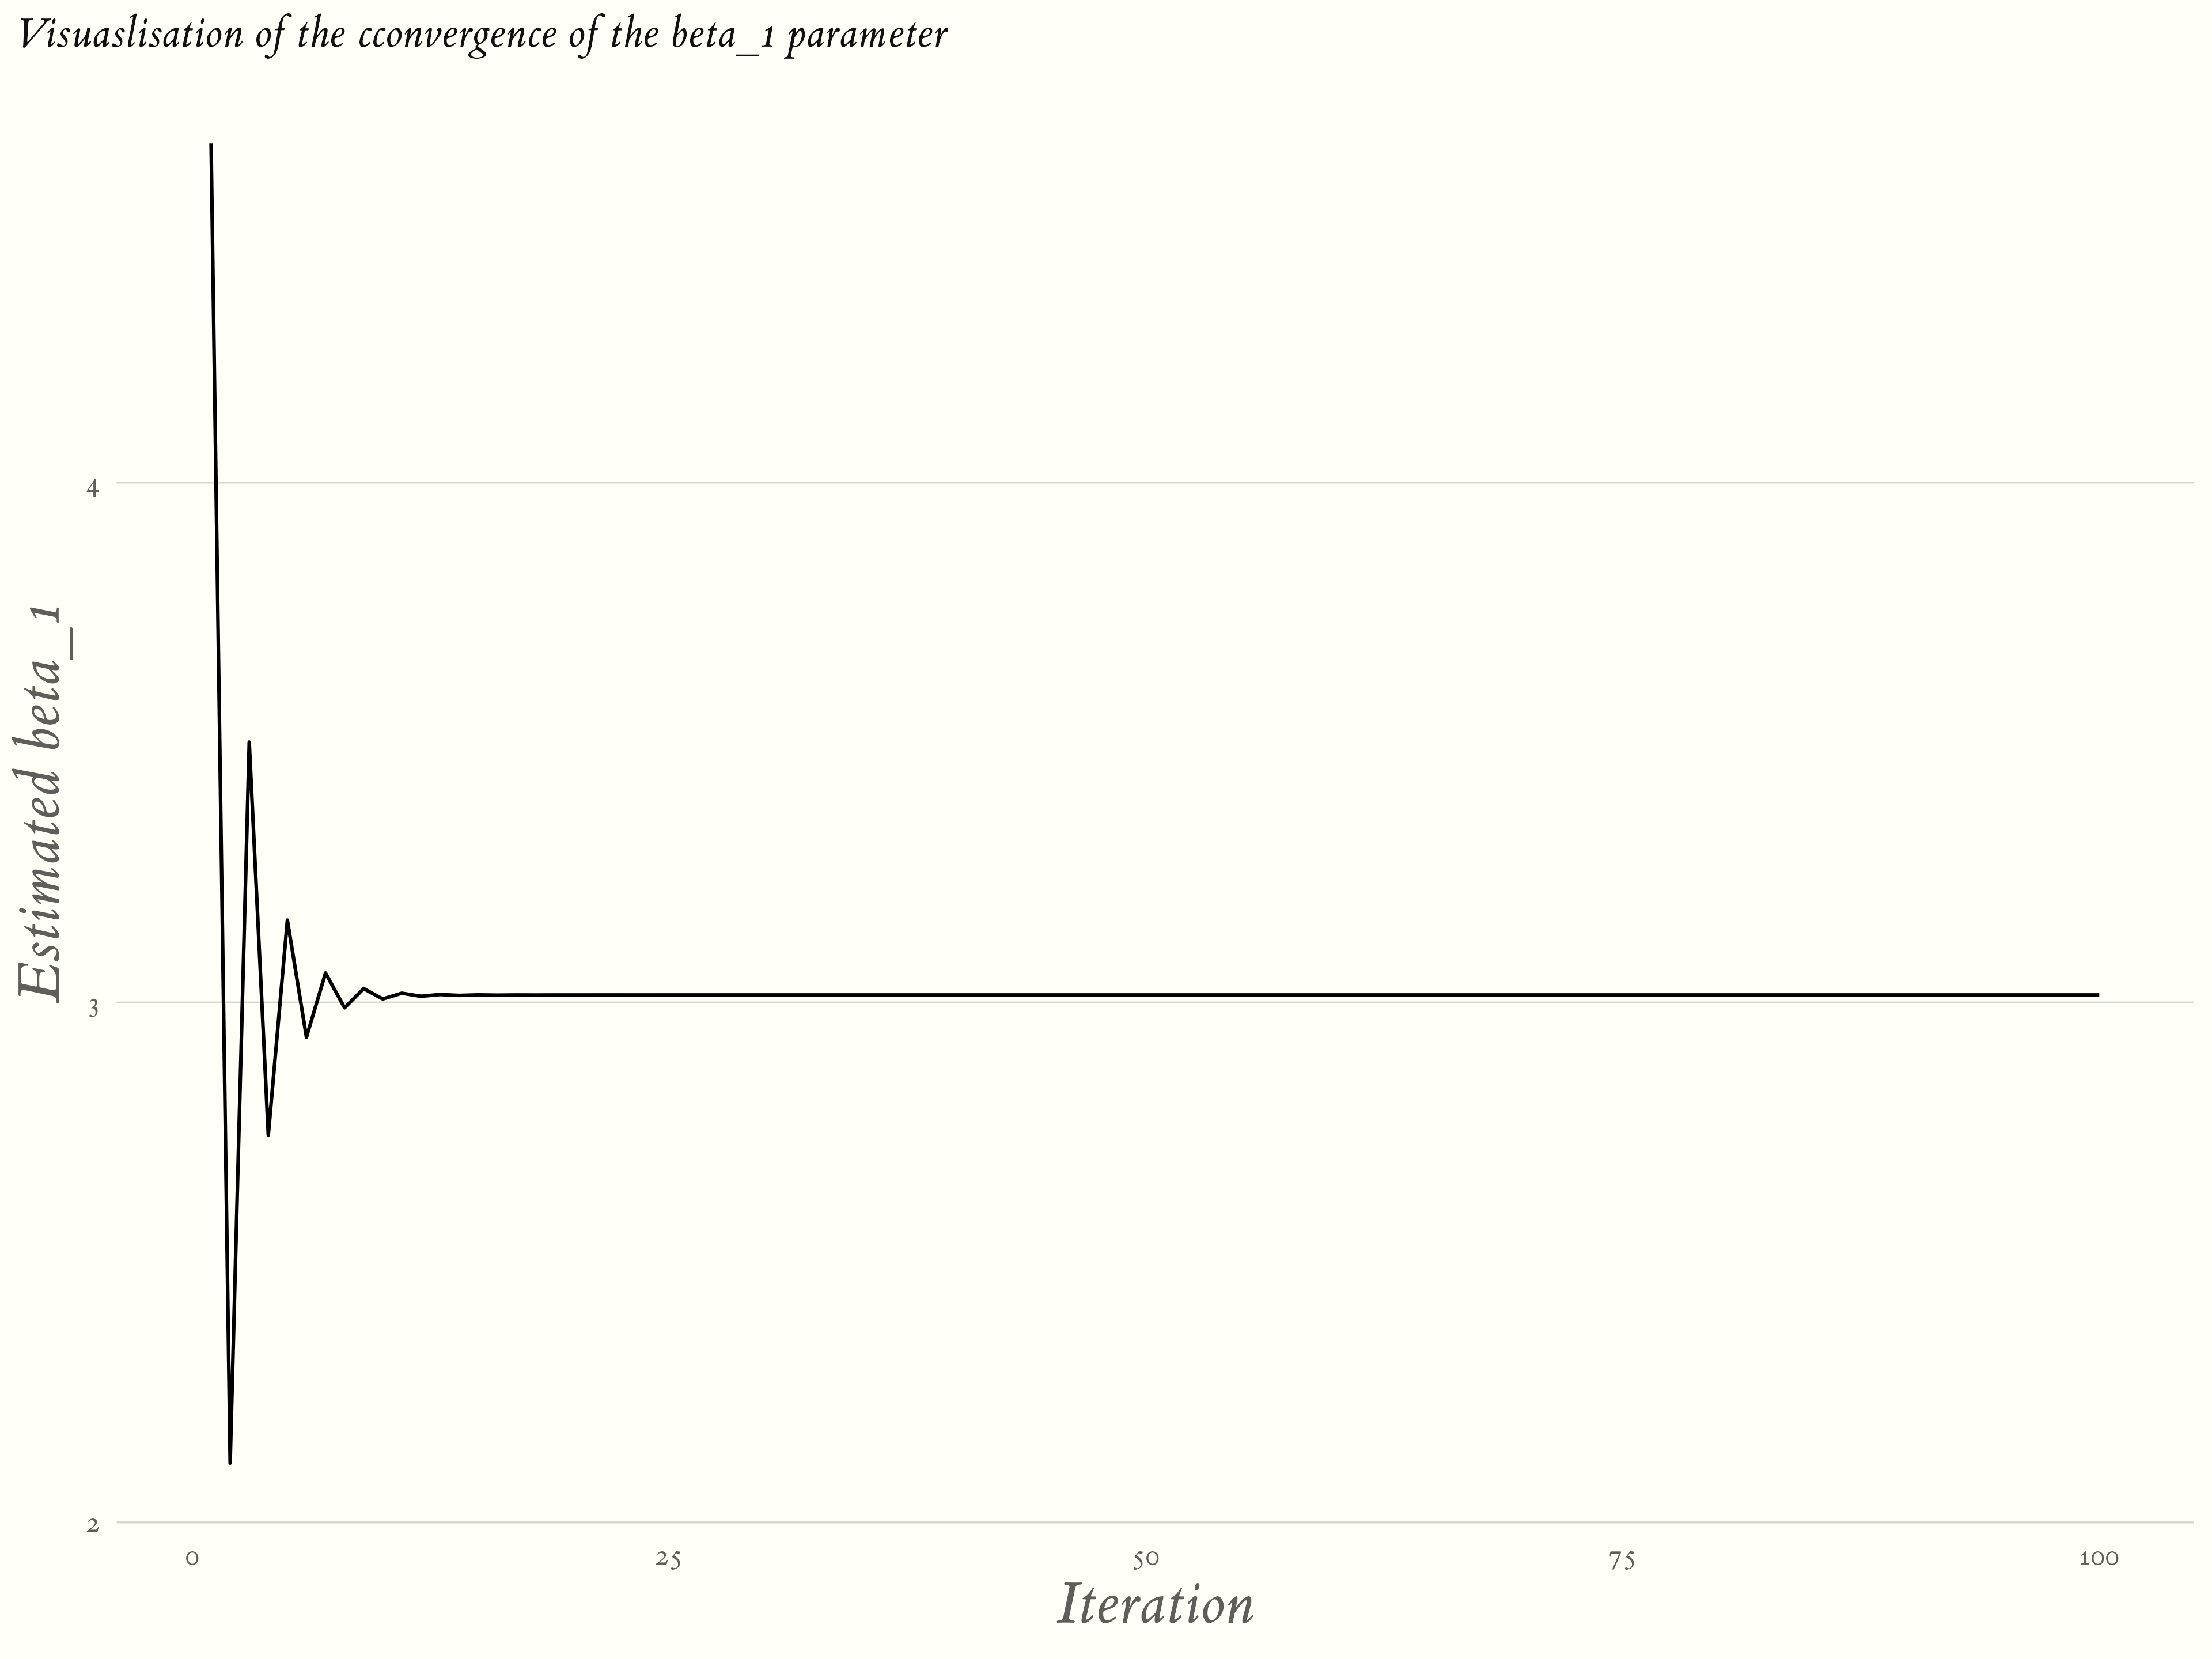 Visuaslisation of the cconvergence of the beta_1 parameter
Estimated beta_1
4
3
2
0 25 50 75 100
Iteration